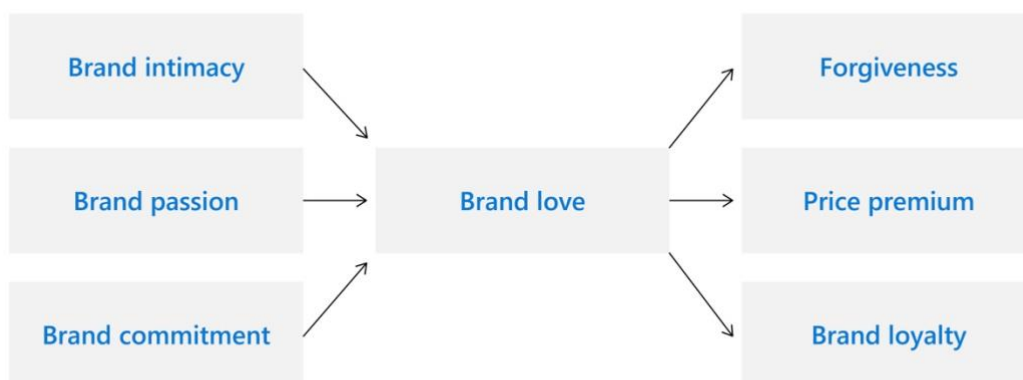 Brand intimacy
Brand passion
Brand commitment
Brand love
Forgiveness
Price premium
Brand loyalty